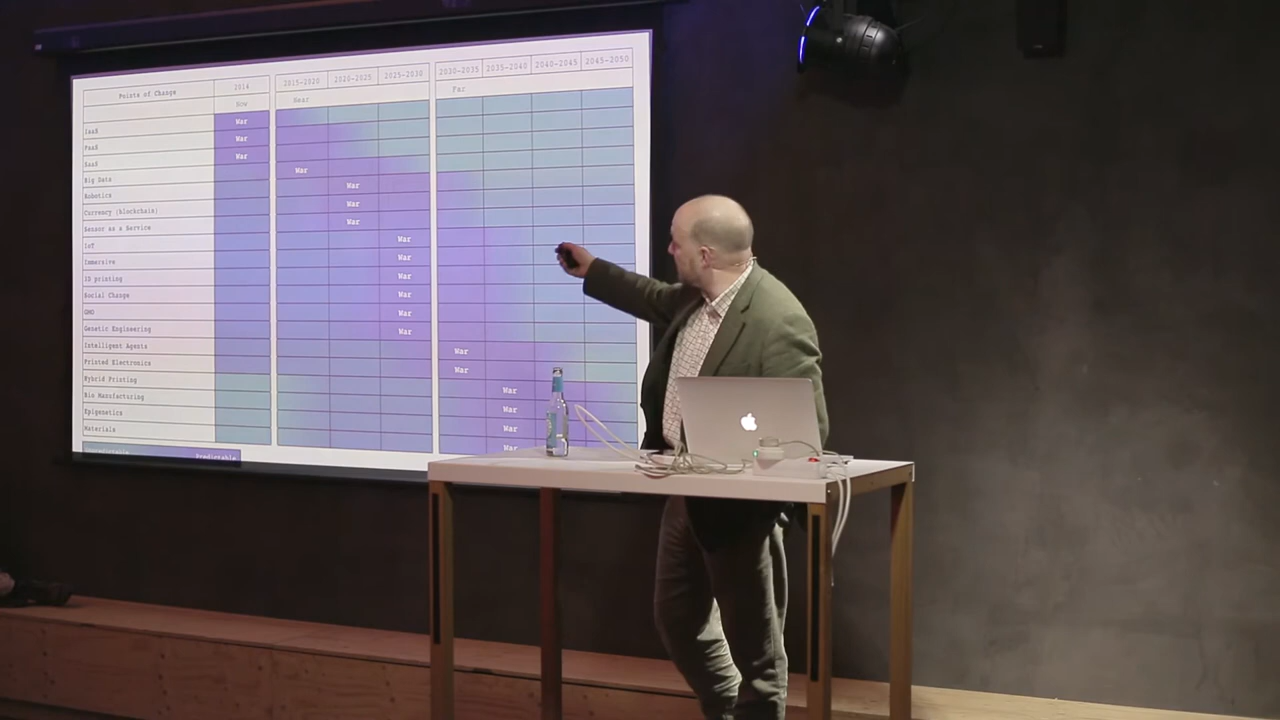 Points of Change 2014 2015-2020 2020-2025 2025-2030 2030-2035 2035-2040 2040-2045 2045-2050
Now Near Far
IaaS War
PaaS War
SaaS War
Big Data War
Robotics War
Currency (blockchain) War
Sensor as a Service War
IoT War
Immersive War
3D printing War
Social Change War
GMO War
Genetic Engineering War
Intelligent Agents War
Printed Electronics War
Hybrid Printing War
Bio Manufacturing War
Epigenetics War
Materials War
Predictable